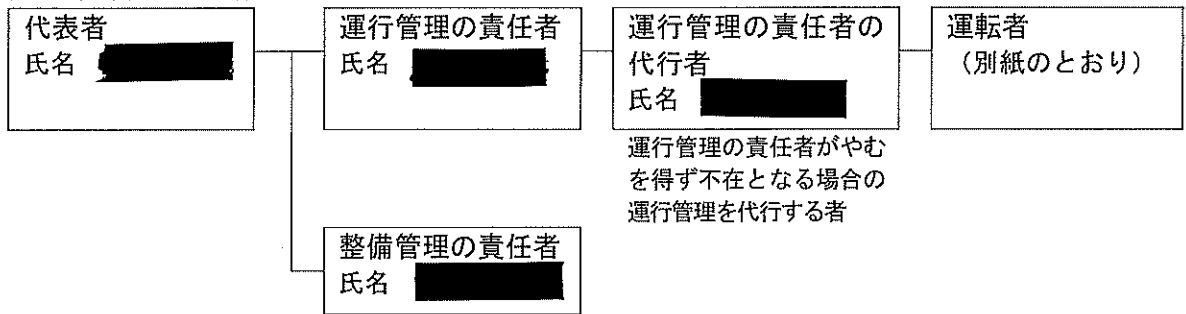 代表者
氏名
運行管理の責任者
氏名
運行管理の責任者の
代行者
氏名
運転者
(別紙のとおり)
運行管理の責任者がやむ
を得ず不在となる場合の
運行管理を代行する者
整備管理の責任者
氏名